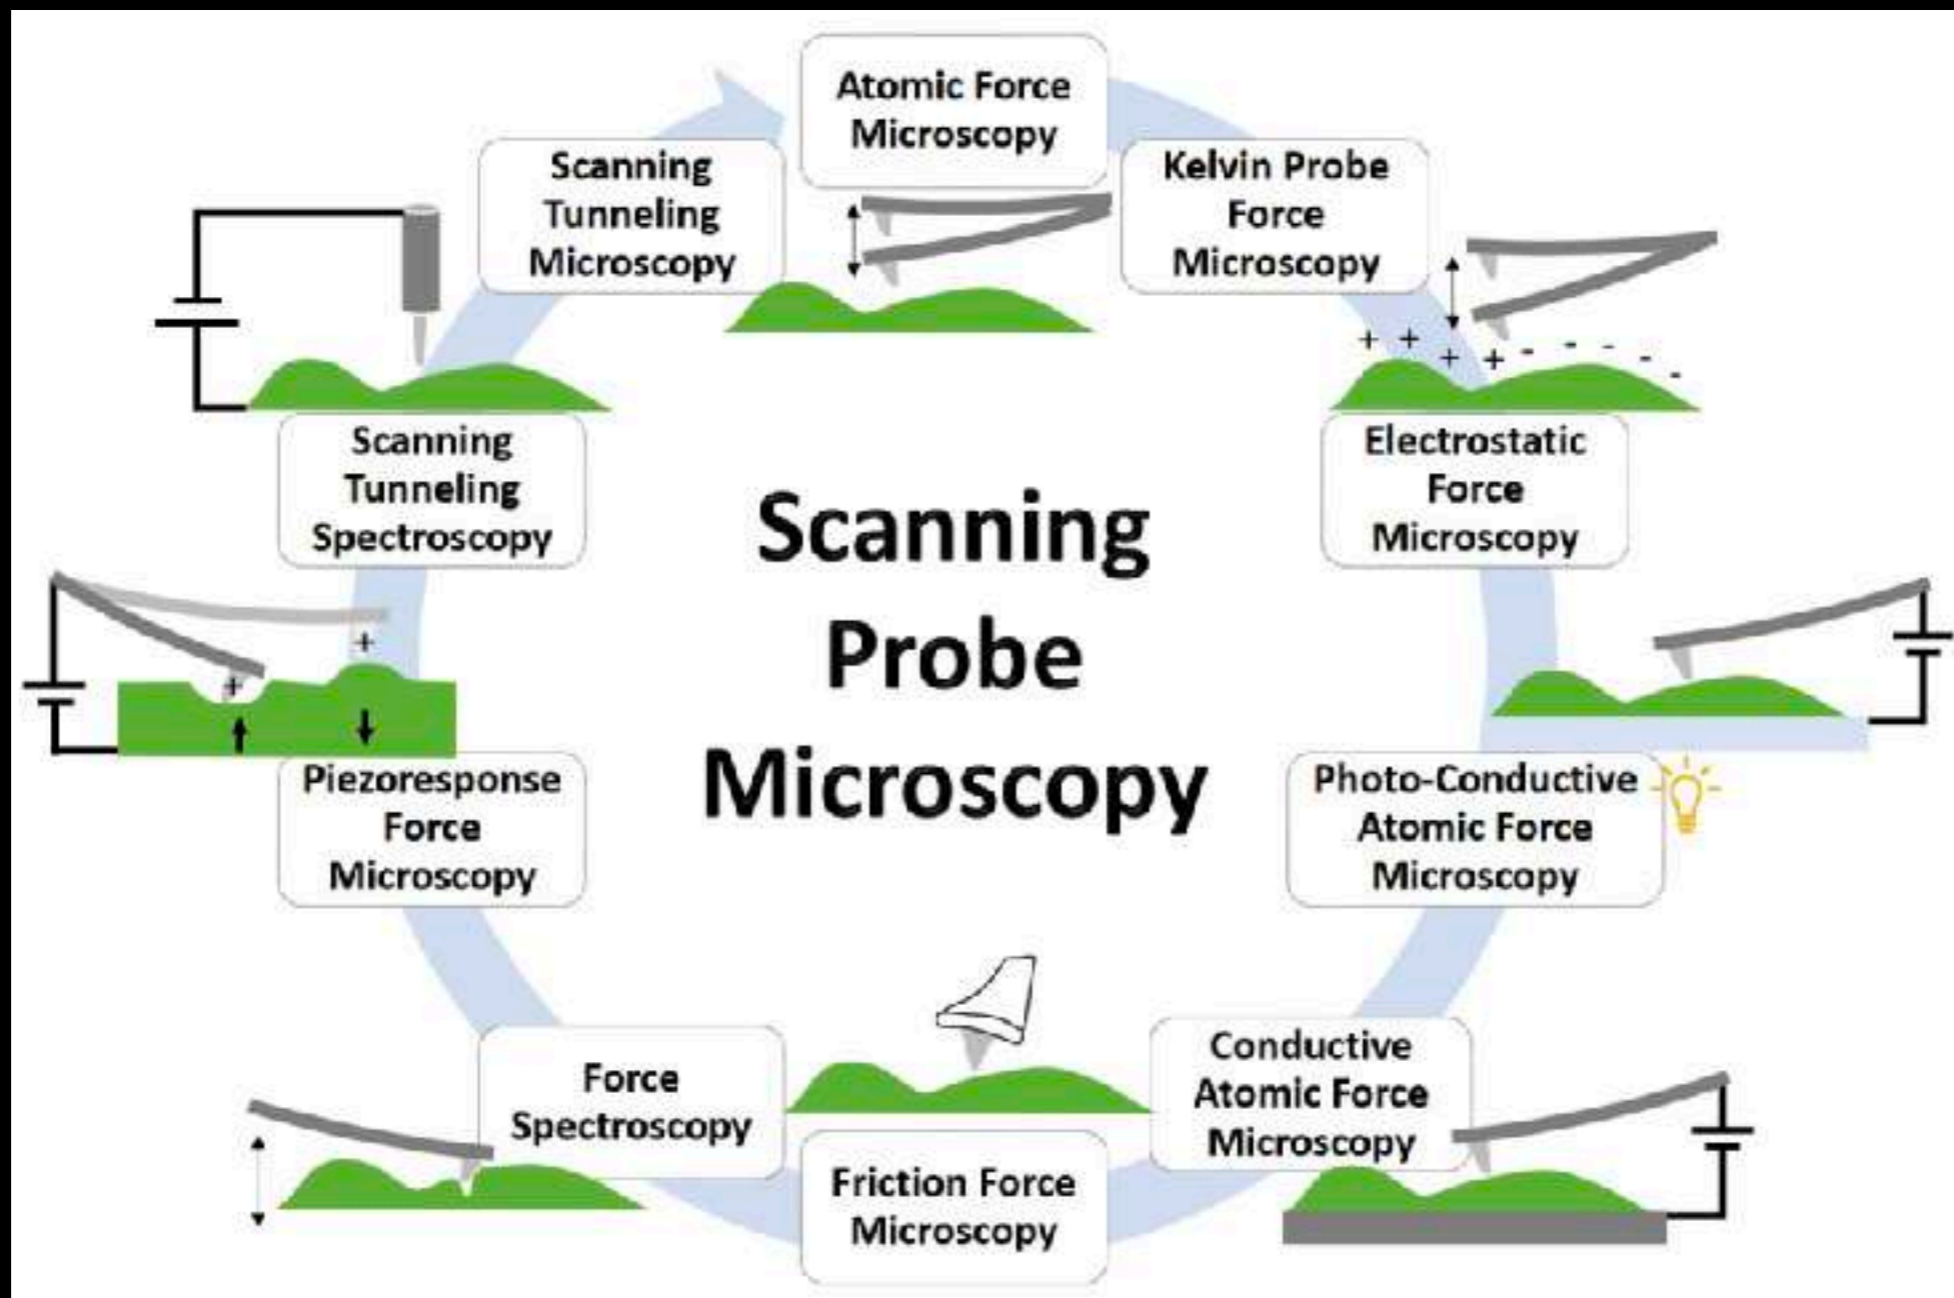 Atomic Force
Microscopy
Kelvin Probe
Force
Microscopy
Electrostatic
Force
Microscopy
Photo-Conductive
Atomic Force
Microscopy
Conductive
Atomic Force
Microscopy
Friction Force
Microscopy
Force
Spectroscopy
Piezoresponse
Force
Microscopy
Scanning
Tunneling
Spectroscopy
Scanning
Tunneling
Microscopy
Scanning
Probe
Microscopy
+ + + + - - - - -
+
+